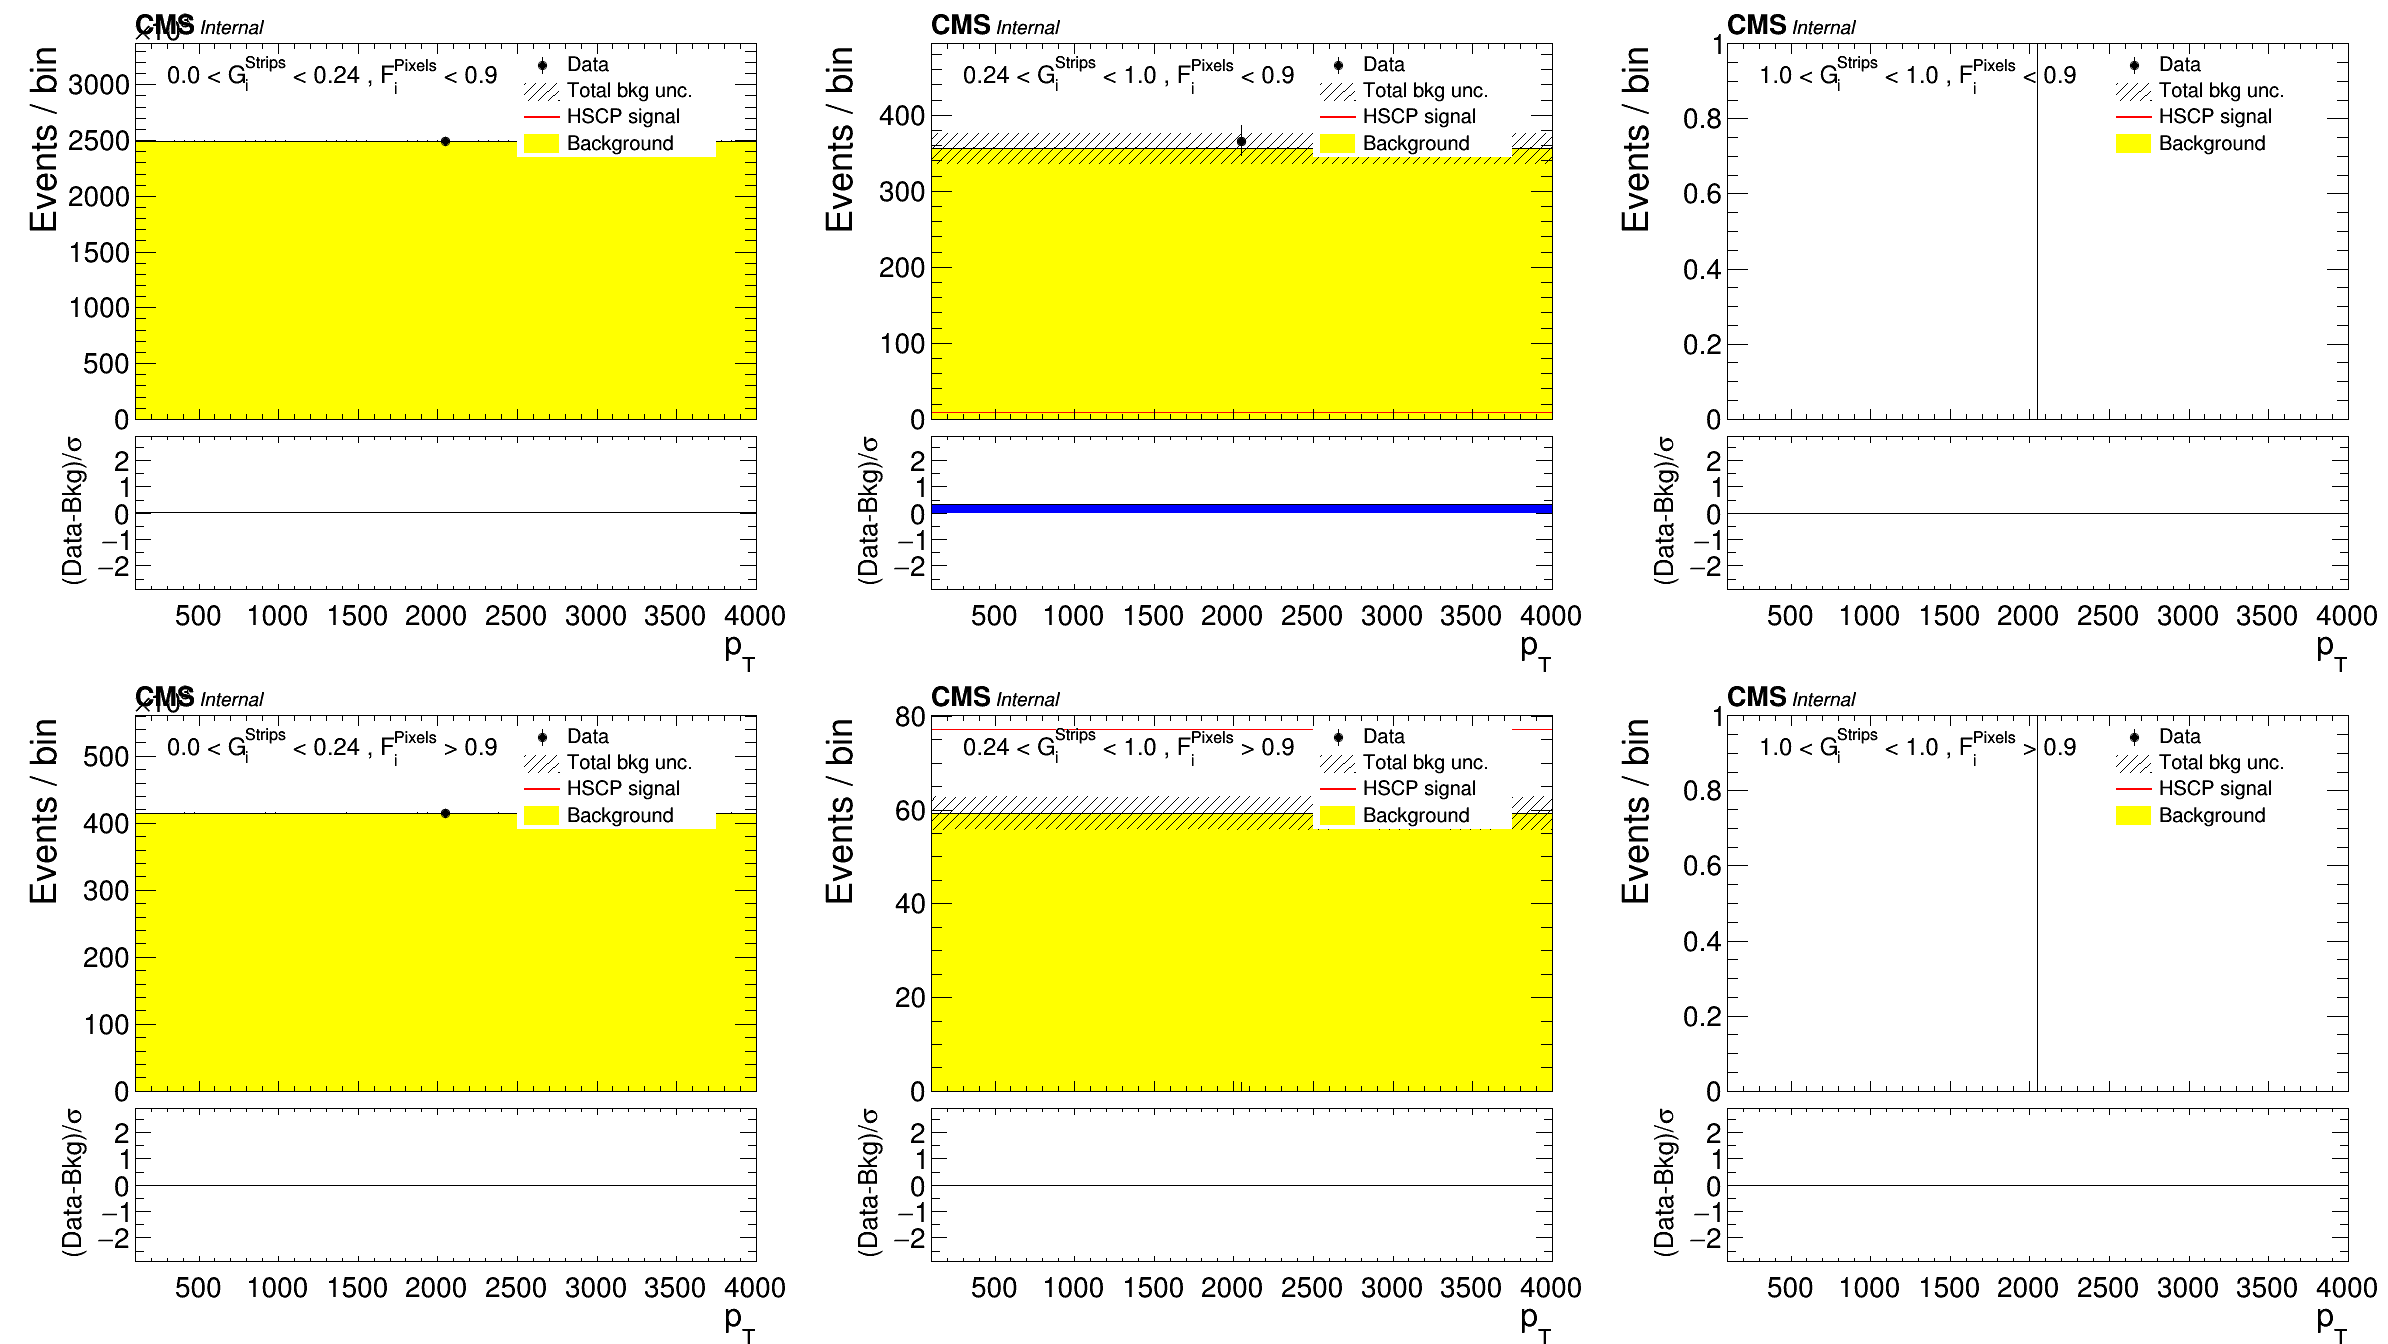 CMS Internal
×10³
Events / bin
0.0 < G_i^Strips < 0.24 , F_i^Pixels < 0.9
Data
Total bkg unc.
HSCP signal
Background
3000
2500
2000
1500
1000
500
0
(Data-Bkg)/σ
2
1
0
−1
−2
500 1000 1500 2000 2500 3000 3500 4000
p_T
CMS Internal
Events / bin
0.24 < G_i^Strips < 1.0 , F_i^Pixels < 0.9
Data
Total bkg unc.
HSCP signal
Background
400
300
200
100
0
(Data-Bkg)/σ
2
1
0
−1
−2
500 1000 1500 2000 2500 3000 3500 4000
p_T
CMS Internal
Events / bin
1.0 < G_i^Strips < 1.0 , F_i^Pixels < 0.9
Data
Total bkg unc.
HSCP signal
Background
1
0.8
0.6
0.4
0.2
0
(Data-Bkg)/σ
2
1
0
−1
−2
500 1000 1500 2000 2500 3000 3500 4000
p_T
CMS Internal
×10³
Events / bin
0.0 < G_i^Strips < 0.24 , F_i^Pixels > 0.9
Data
Total bkg unc.
HSCP signal
Background
500
400
300
200
100
0
(Data-Bkg)/σ
2
1
0
−1
−2
500 1000 1500 2000 2500 3000 3500 4000
p_T
CMS Internal
Events / bin
0.24 < G_i^Strips < 1.0 , F_i^Pixels > 0.9
Data
Total bkg unc.
HSCP signal
Background
80
60
40
20
0
(Data-Bkg)/σ
2
1
0
−1
−2
500 1000 1500 2000 2500 3000 3500 4000
p_T
CMS Internal
Events / bin
1.0 < G_i^Strips < 1.0 , F_i^Pixels > 0.9
Data
Total bkg unc.
HSCP signal
Background
1
0.8
0.6
0.4
0.2
0
(Data-Bkg)/σ
2
1
0
−1
−2
500 1000 1500 2000 2500 3000 3500 4000
p_T